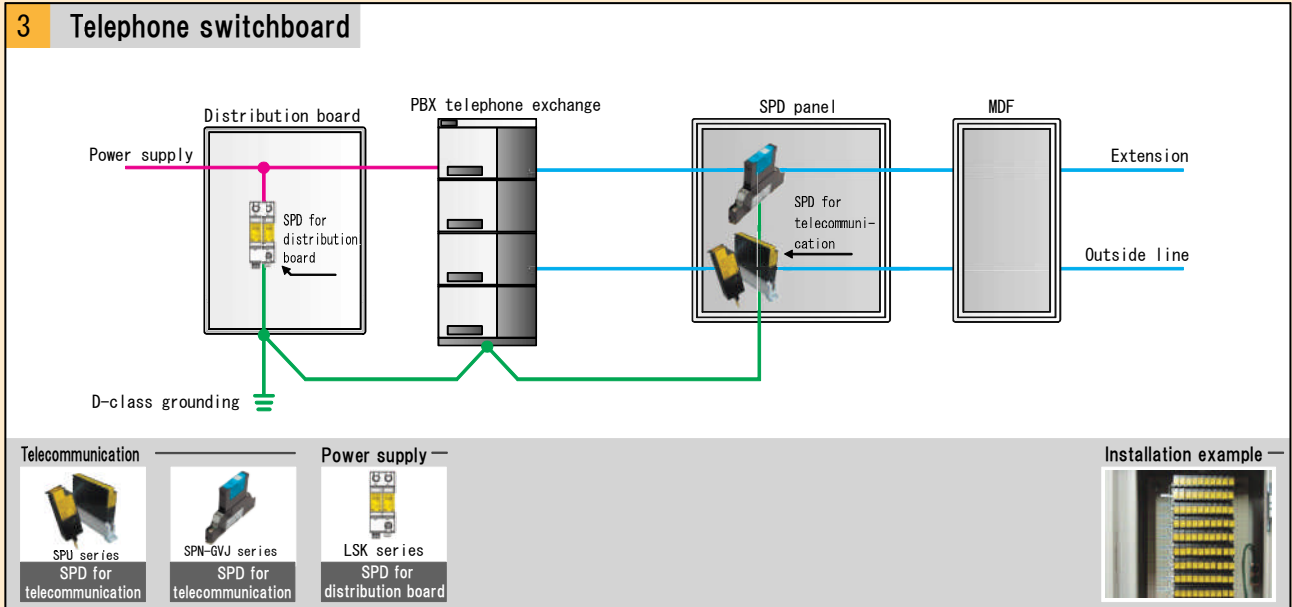 3 Telephone switchboard
Distribution board
PBX telephone exchange
SPD panel
MDF
Power supply
Extension
SPD for
distribution
board
SPD for
telecommuni-
cation
Outside line
D-class grounding
Telecommunication
Power supply
Installation example
SPU series
SPD for
telecommunication
SPN-GVJ series
SPD for
telecommunication
LSK series
SPD for
distribution board